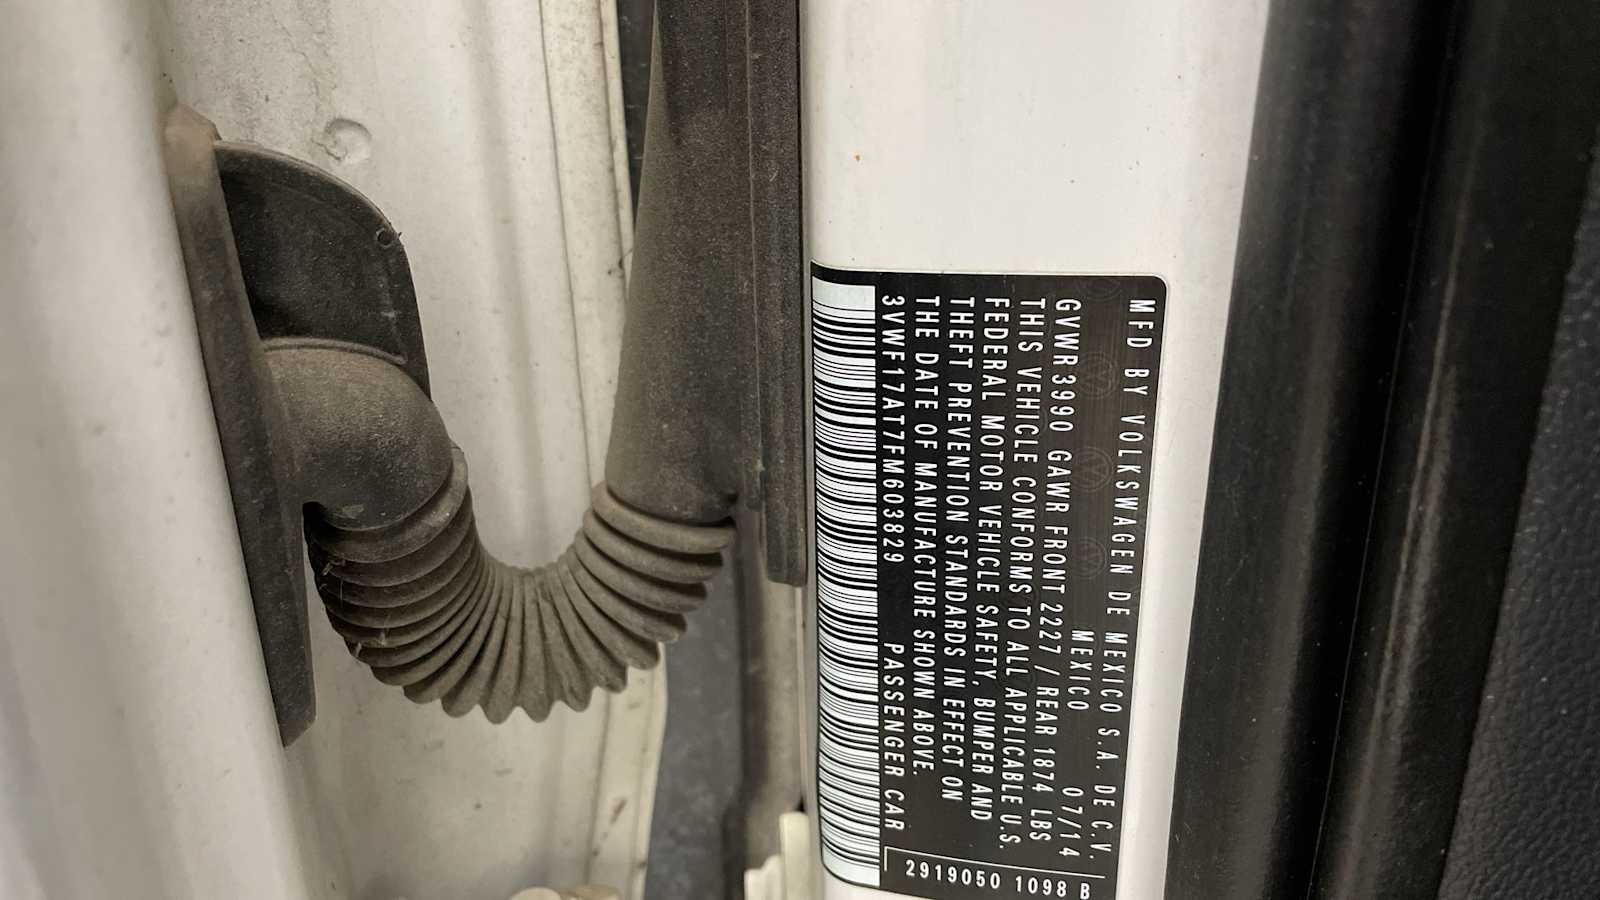 MFD BY VOLKSWAGEN DE MEXICO S.A. DE C.V.
MEXICO 07/14
GVWR3990 GAWR FRONT 2227 / REAR 1874 LBS
THIS VEHICLE CONFORMS TO ALL APPLICABLE U.S.
FEDERAL MOTOR VEHICLE SAFETY, BUMPER AND
THEFT PREVENTION STANDARDS IN EFFECT ON
THE DATE OF MANUFACTURE SHOWN ABOVE.
3VWF17AT7FM603829 PASSENGER CAR
2919050 1098 B